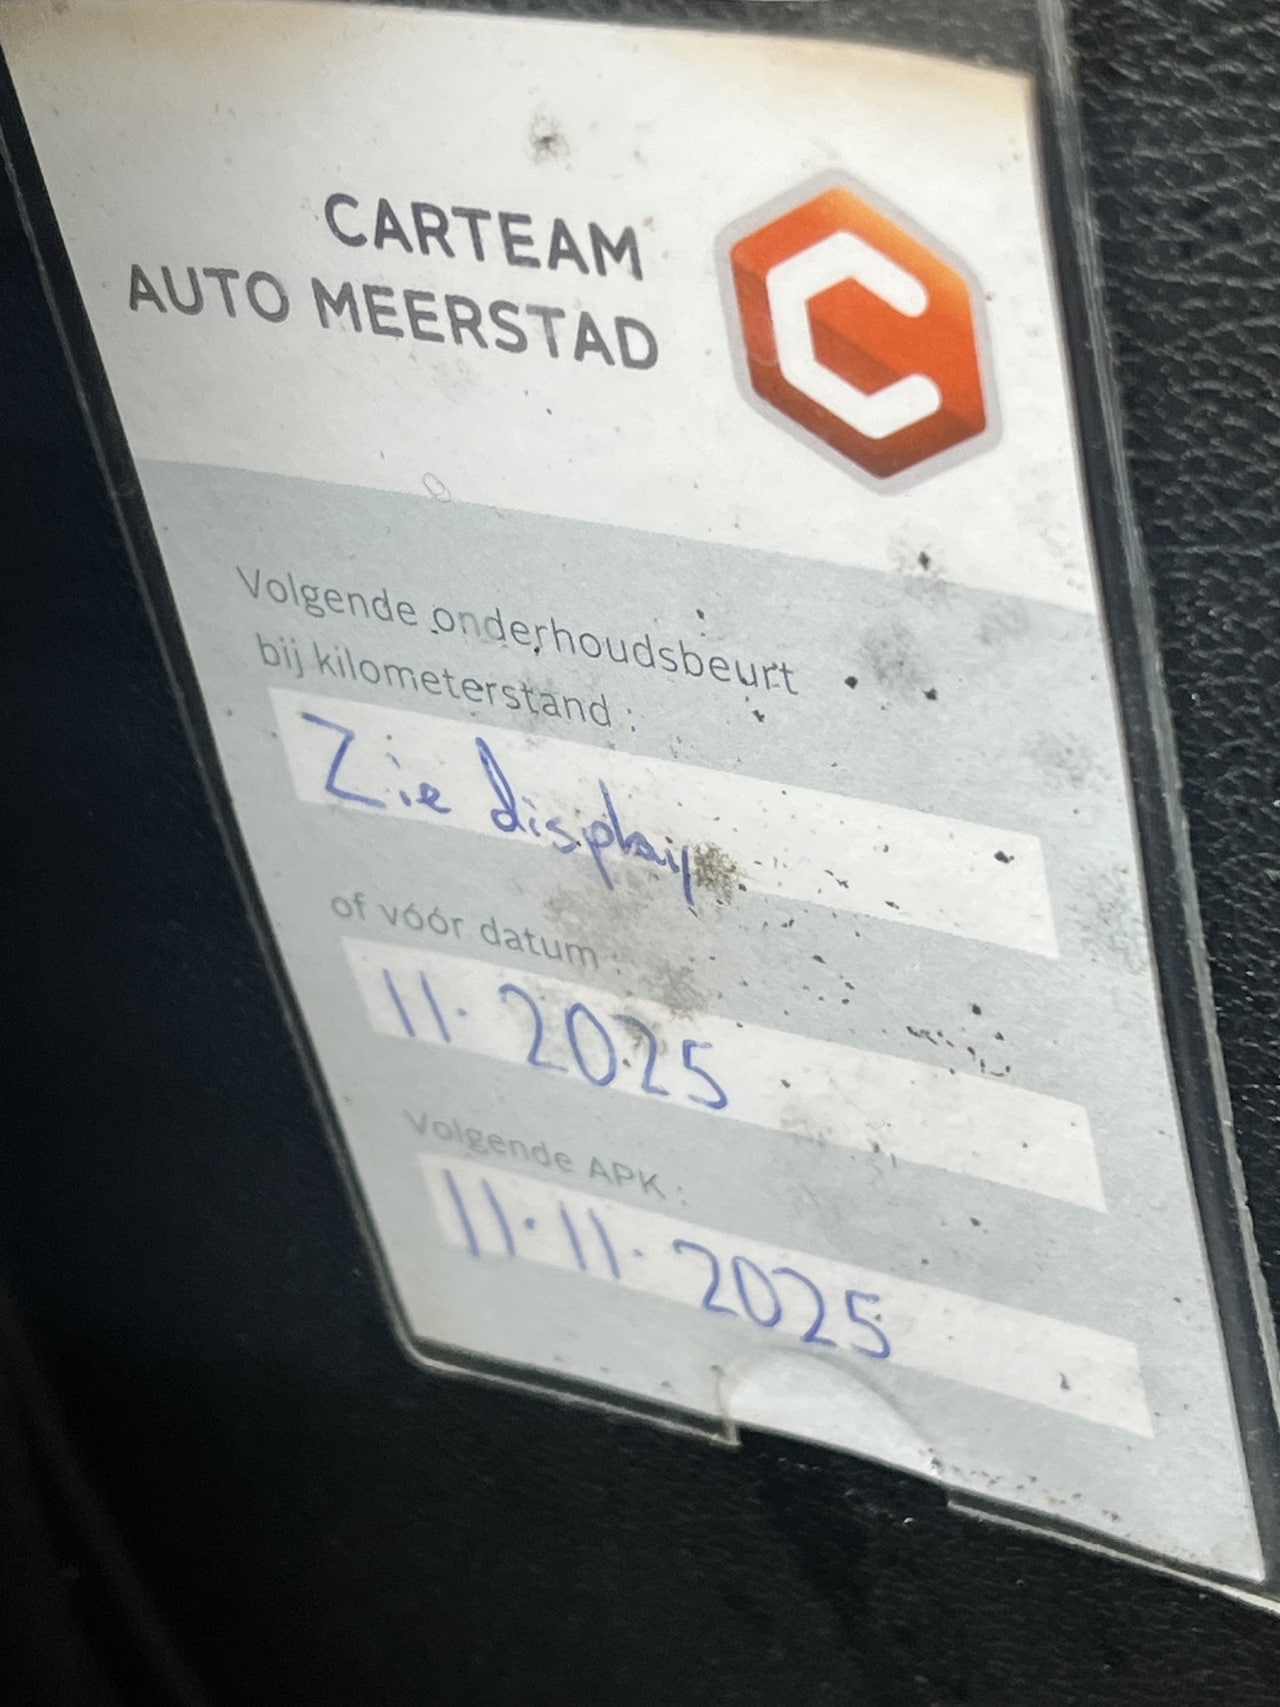 CARTEAM
AUTO MEERSTAD
Volgende onderhoudsbeurt
bij kilometerstand :
Zie display
of vóór datum :
11. 2025
Volgende APK :
11.11. 2025